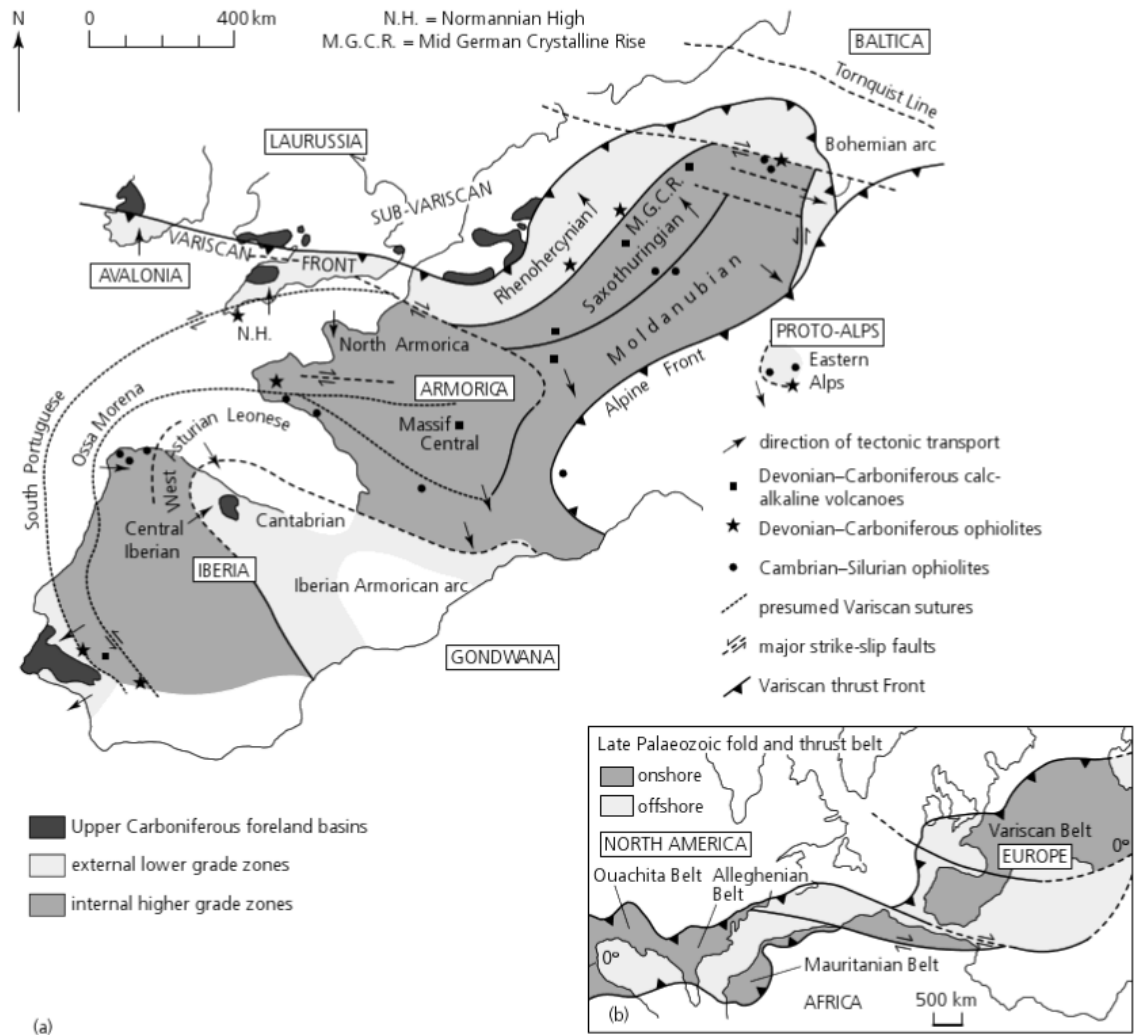 N
0 400 km
N.H. = Normannian High
M.G.C.R. = Mid German Crystalline Rise
BALTICA
Tornquist Line
LAURUSSIA
Bohemian arc
SUB-VARISCAN
M.G.C.R.
Rhenohercynian
Saxothuringian
VARISCAN
FRONT
AVALONIA
Moldanubian
N.H.
North Armorica
PROTO-ALPS
Eastern
Alps
Alpine Front
ARMORICA
South Portuguese
Ossa Morena
West Asturian Leonese
Massif
Central
Central
Iberian
Cantabrian
IBERIA
Iberian Armorican arc
GONDWANA
direction of tectonic transport
Devonian–Carboniferous calc-
alkaline volcanoes
Devonian–Carboniferous ophiolites
Cambrian–Silurian ophiolites
presumed Variscan sutures
major strike-slip faults
Variscan thrust Front
Upper Carboniferous foreland basins
external lower grade zones
internal higher grade zones
(a)
Late Palaeozoic fold and thrust belt
onshore
offshore
NORTH AMERICA
Variscan Belt
EUROPE
0°
Ouachita Belt
Alleghenian
Belt
0°
Mauritanian Belt
AFRICA
500 km
(b)